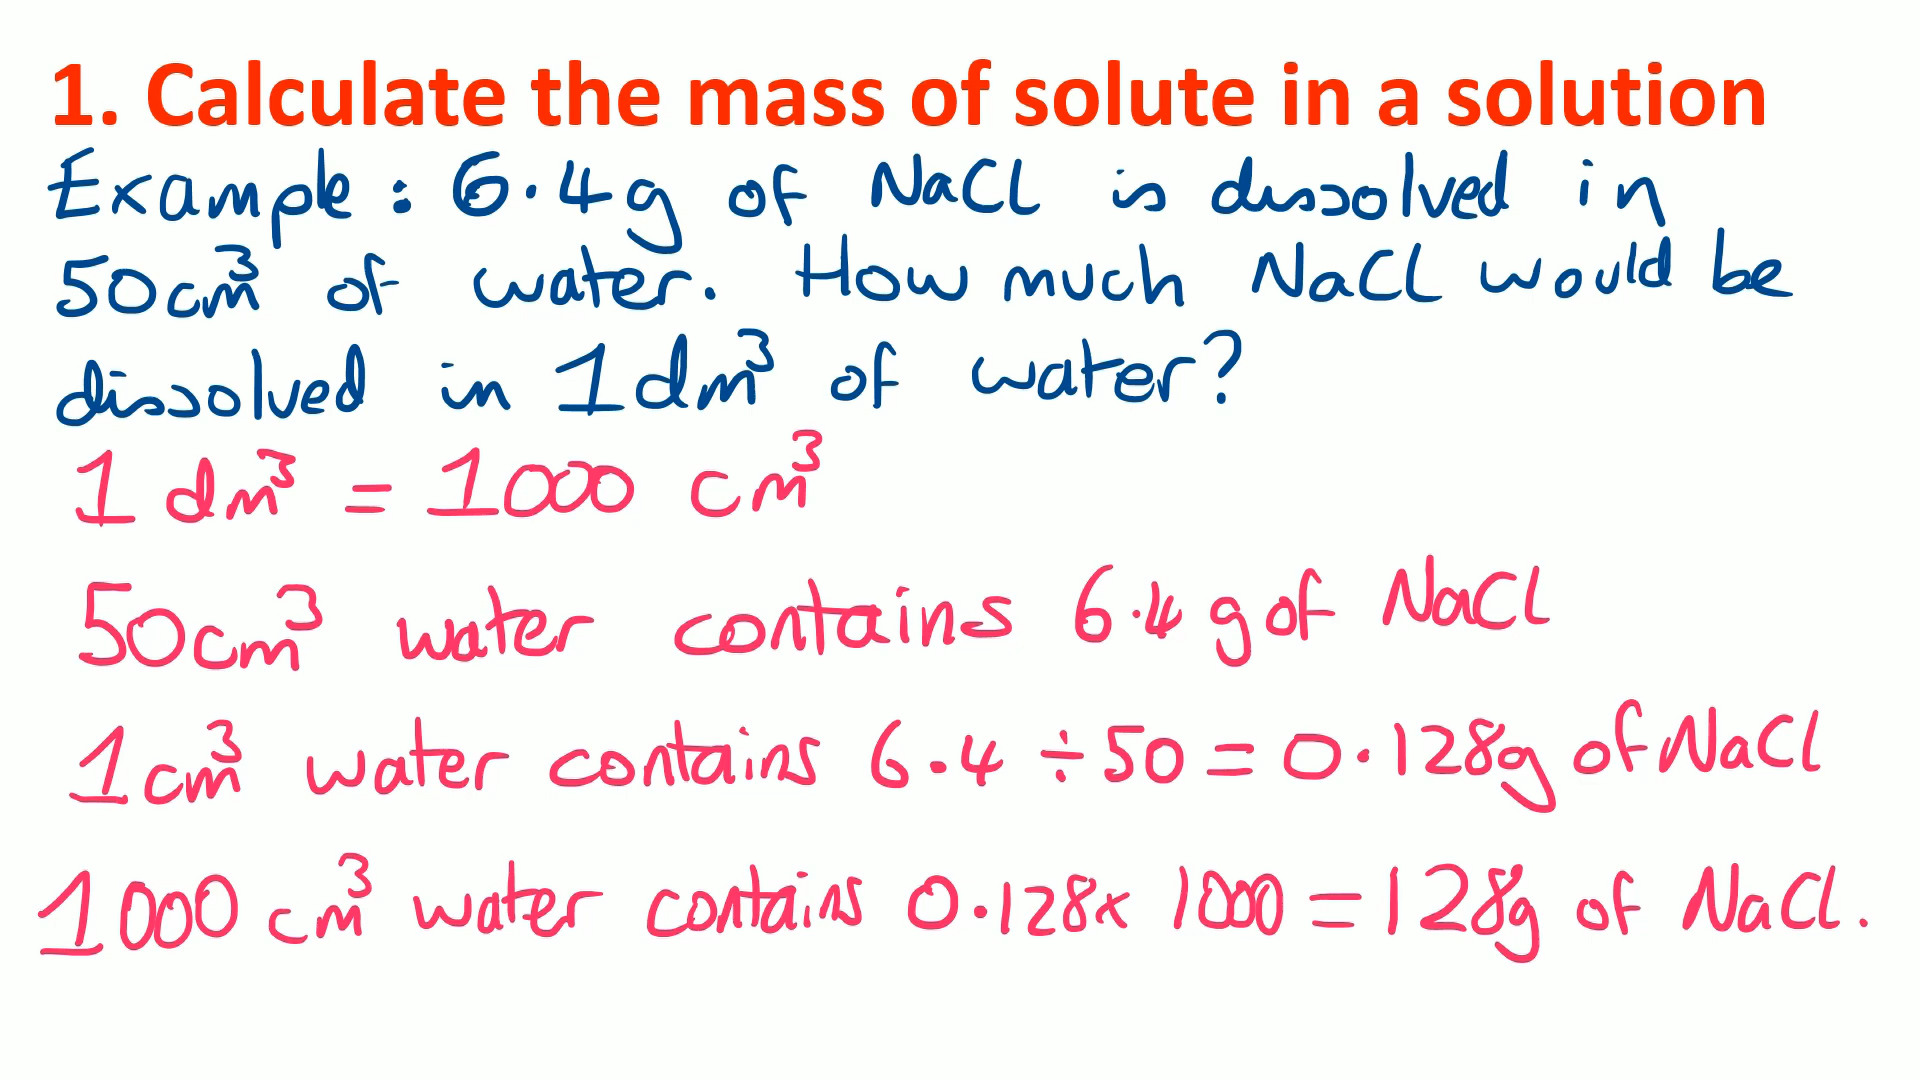 1. Calculate the mass of solute in a solution
Example: 6.4g of NaCl is dissolved in
50cm³ of water. How much NaCl would be
dissolved in 1dm³ of water?
1 dm³ = 1000 cm³
50cm³ water contains 6.4 g of NaCl
1cm³ water contains 6.4 ÷ 50 = 0.128g of NaCl
1000 cm³ water contains 0.128 x 1000 = 128g of NaCl.